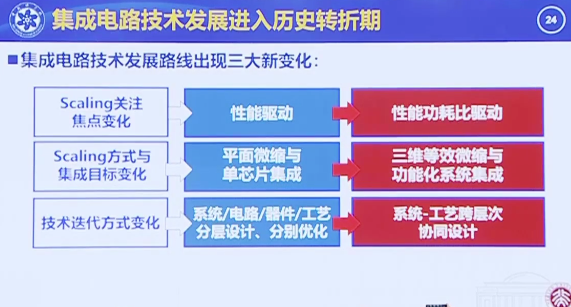 集成电路技术发展进入历史转折期
24
集成电路技术发展路线出现三大新变化：
Scaling关注
焦点变化
性能驱动
性能功耗比驱动
Scaling方式与
集成目标变化
平面微缩与
单芯片集成
三维等效微缩与
功能化系统集成
技术迭代方式变化
系统/电路/器件/工艺
分层设计、分别优化
系统-工艺跨层次
协同设计